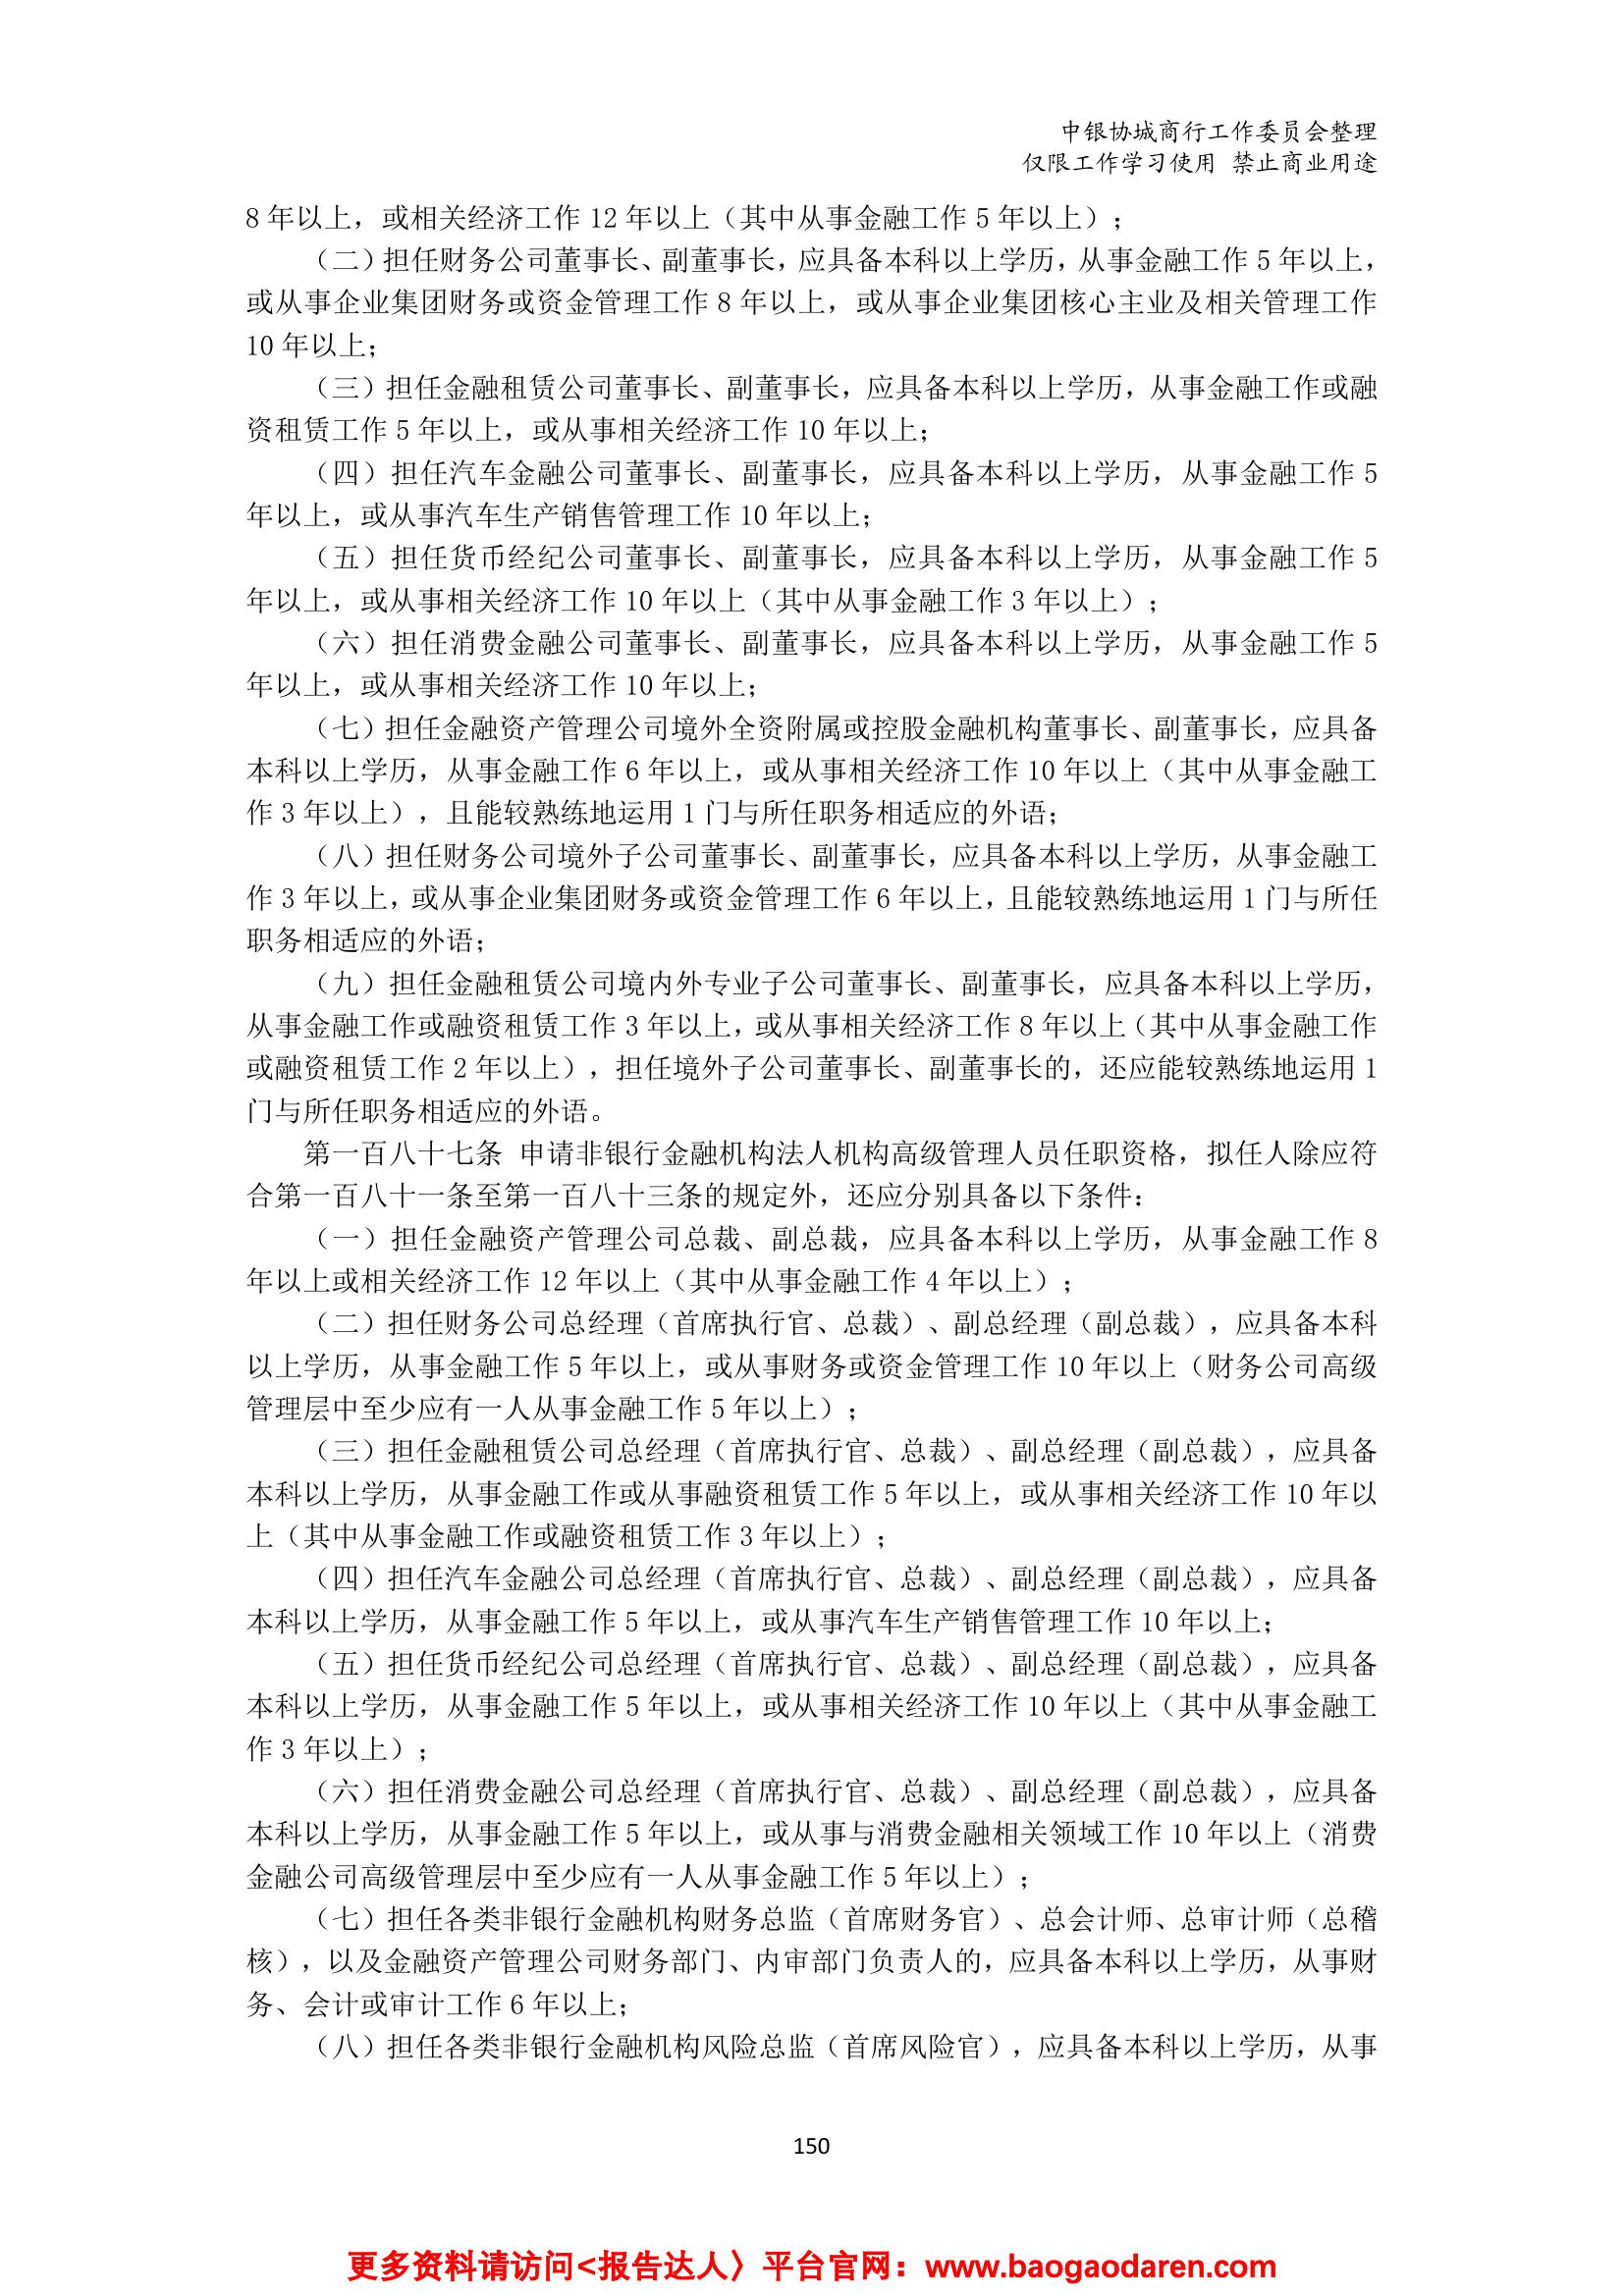 中银协城商行工作委员会整理
仅限工作学习使用 禁止商业用途
8 年以上，或相关经济工作 12 年以上（其中从事金融工作 5 年以上）；
（二）担任财务公司董事长、副董事长，应具备本科以上学历，从事金融工作 5 年以上，
或从事企业集团财务或资金管理工作 8 年以上，或从事企业集团核心主业及相关管理工作
10 年以上；
（三）担任金融租赁公司董事长、副董事长，应具备本科以上学历，从事金融工作或融
资租赁工作 5 年以上，或从事相关经济工作 10 年以上；
（四）担任汽车金融公司董事长、副董事长，应具备本科以上学历，从事金融工作 5
年以上，或从事汽车生产销售管理工作 10 年以上；
（五）担任货币经纪公司董事长、副董事长，应具备本科以上学历，从事金融工作 5
年以上，或从事相关经济工作 10 年以上（其中从事金融工作 3 年以上）；
（六）担任消费金融公司董事长、副董事长，应具备本科以上学历，从事金融工作 5
年以上，或从事相关经济工作 10 年以上；
（七）担任金融资产管理公司境外全资附属或控股金融机构董事长、副董事长，应具备
本科以上学历，从事金融工作 6 年以上，或从事相关经济工作 10 年以上（其中从事金融工
作 3 年以上），且能较熟练地运用 1 门与所任职务相适应的外语；
（八）担任财务公司境外子公司董事长、副董事长，应具备本科以上学历，从事金融工
作 3 年以上，或从事企业集团财务或资金管理工作 6 年以上，且能较熟练地运用 1 门与所任
职务相适应的外语；
（九）担任金融租赁公司境内外专业子公司董事长、副董事长，应具备本科以上学历，
从事金融工作或融资租赁工作 3 年以上，或从事相关经济工作 8 年以上（其中从事金融工作
或融资租赁工作 2 年以上），担任境外子公司董事长、副董事长的，还应能较熟练地运用 1
门与所任职务相适应的外语。
第一百八十七条 申请非银行金融机构法人机构高级管理人员任职资格，拟任人除应符
合第一百八十一条至第一百八十三条的规定外，还应分别具备以下条件：
（一）担任金融资产管理公司总裁、副总裁，应具备本科以上学历，从事金融工作 8
年以上或相关经济工作 12 年以上（其中从事金融工作 4 年以上）；
（二）担任财务公司总经理（首席执行官、总裁）、副总经理（副总裁），应具备本科
以上学历，从事金融工作 5 年以上，或从事财务或资金管理工作 10 年以上（财务公司高级
管理层中至少应有一人从事金融工作 5 年以上）；
（三）担任金融租赁公司总经理（首席执行官、总裁）、副总经理（副总裁），应具备
本科以上学历，从事金融工作或从事融资租赁工作 5 年以上，或从事相关经济工作 10 年以
上（其中从事金融工作或融资租赁工作 3 年以上）；
（四）担任汽车金融公司总经理（首席执行官、总裁）、副总经理（副总裁），应具备
本科以上学历，从事金融工作 5 年以上，或从事汽车生产销售管理工作 10 年以上；
（五）担任货币经纪公司总经理（首席执行官、总裁）、副总经理（副总裁），应具备
本科以上学历，从事金融工作 5 年以上，或从事相关经济工作 10 年以上（其中从事金融工
作 3 年以上）；
（六）担任消费金融公司总经理（首席执行官、总裁）、副总经理（副总裁），应具备
本科以上学历，从事金融工作 5 年以上，或从事与消费金融相关领域工作 10 年以上（消费
金融公司高级管理层中至少应有一人从事金融工作 5 年以上）；
（七）担任各类非银行金融机构财务总监（首席财务官）、总会计师、总审计师（总稽
核），以及金融资产管理公司财务部门、内审部门负责人的，应具备本科以上学历，从事财
务、会计或审计工作 6 年以上；
（八）担任各类非银行金融机构风险总监（首席风险官），应具备本科以上学历，从事
150
更多资料请访问<报告达人〉平台官网：www.baogaodaren.com